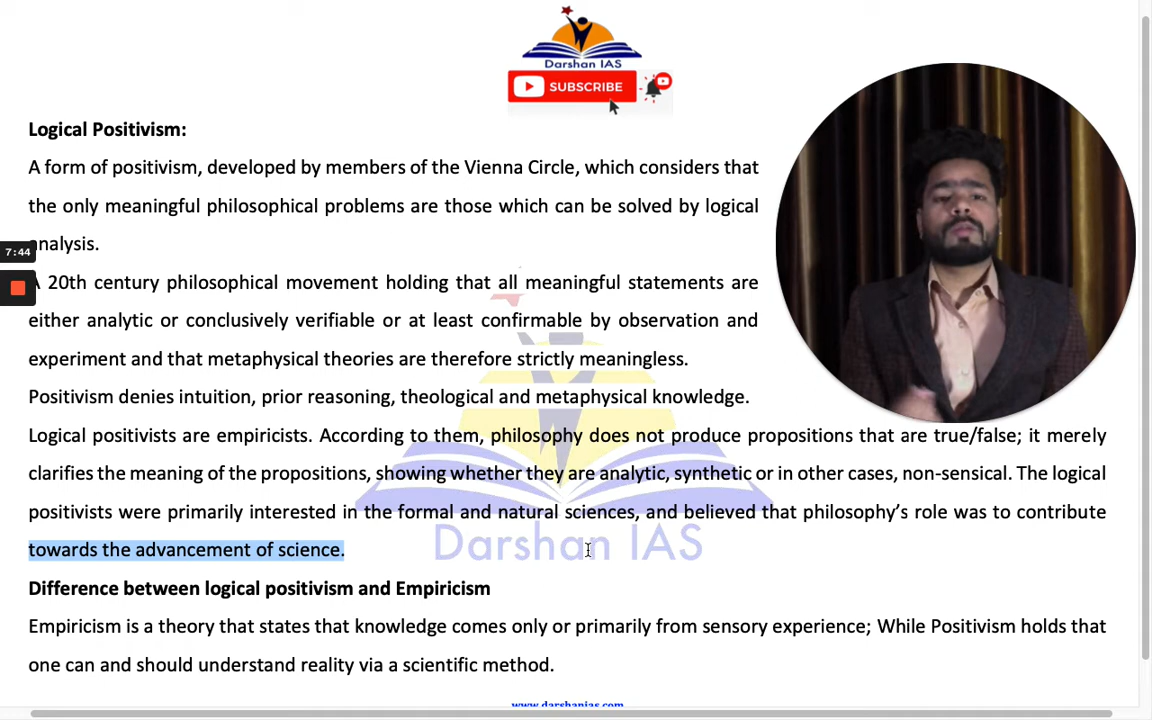 Darshan IAS
SUBSCRIBE
Logical Positivism:
A form of positivism, developed by members of the Vienna Circle, which considers that
the only meaningful philosophical problems are those which can be solved by logical
analysis.
7:44
A 20th century philosophical movement holding that all meaningful statements are
either analytic or conclusively verifiable or at least confirmable by observation and
experiment and that metaphysical theories are therefore strictly meaningless.
Positivism denies intuition, prior reasoning, theological and metaphysical knowledge.
Logical positivists are empiricists. According to them, philosophy does not produce propositions that are true/false; it merely
clarifies the meaning of the propositions, showing whether they are analytic, synthetic or in other cases, non-sensical. The logical
positivists were primarily interested in the formal and natural sciences, and believed that philosophy's role was to contribute
towards the advancement of science.
Darshan IAS
Difference between logical positivism and Empiricism
Empiricism is a theory that states that knowledge comes only or primarily from sensory experience; While Positivism holds that
one can and should understand reality via a scientific method.
www.darshanias.com